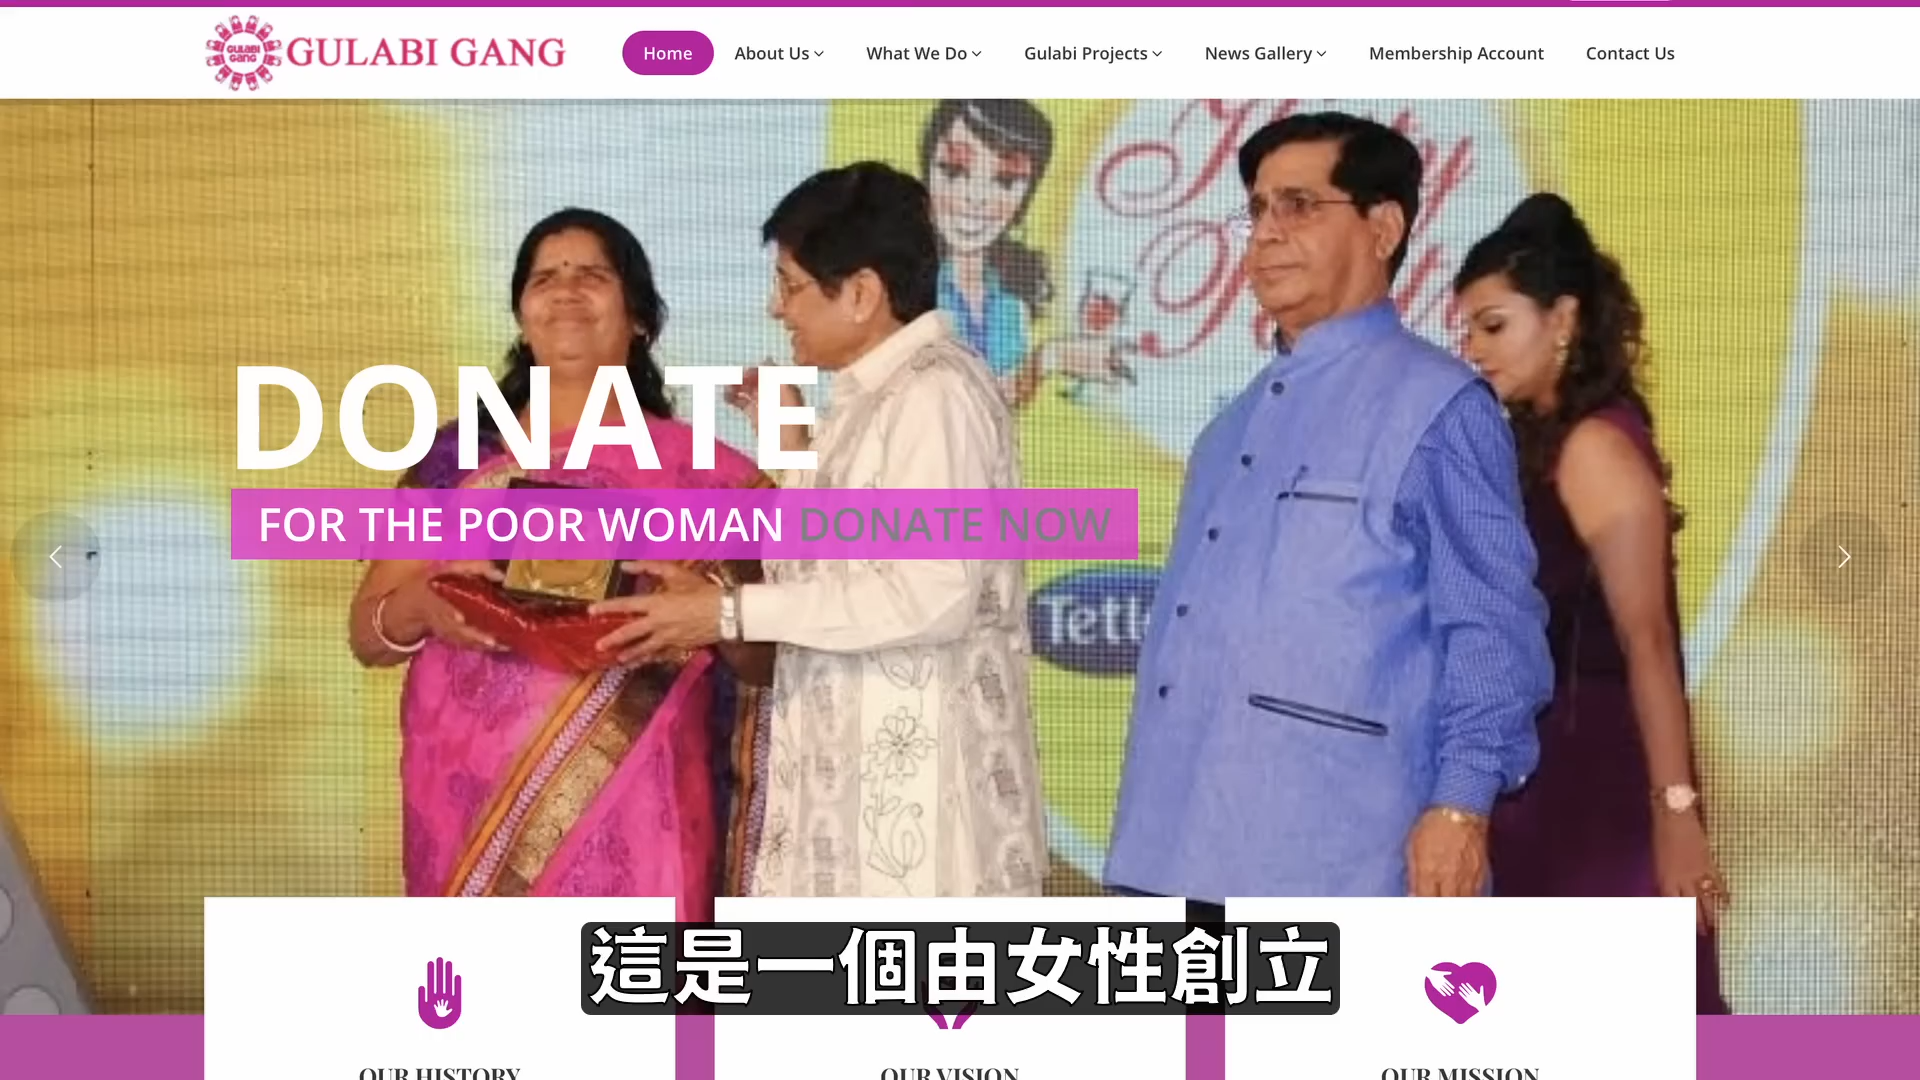 GULABI GANG
GULABI GANG
Home
About Us
What We Do
Gulabi Projects
News Gallery
Membership Account
Contact Us
DONATE
FOR THE POOR WOMAN DONATE NOW
這是一個由女性創立
OUR HISTORY
OUR VISION
OUR MISSION